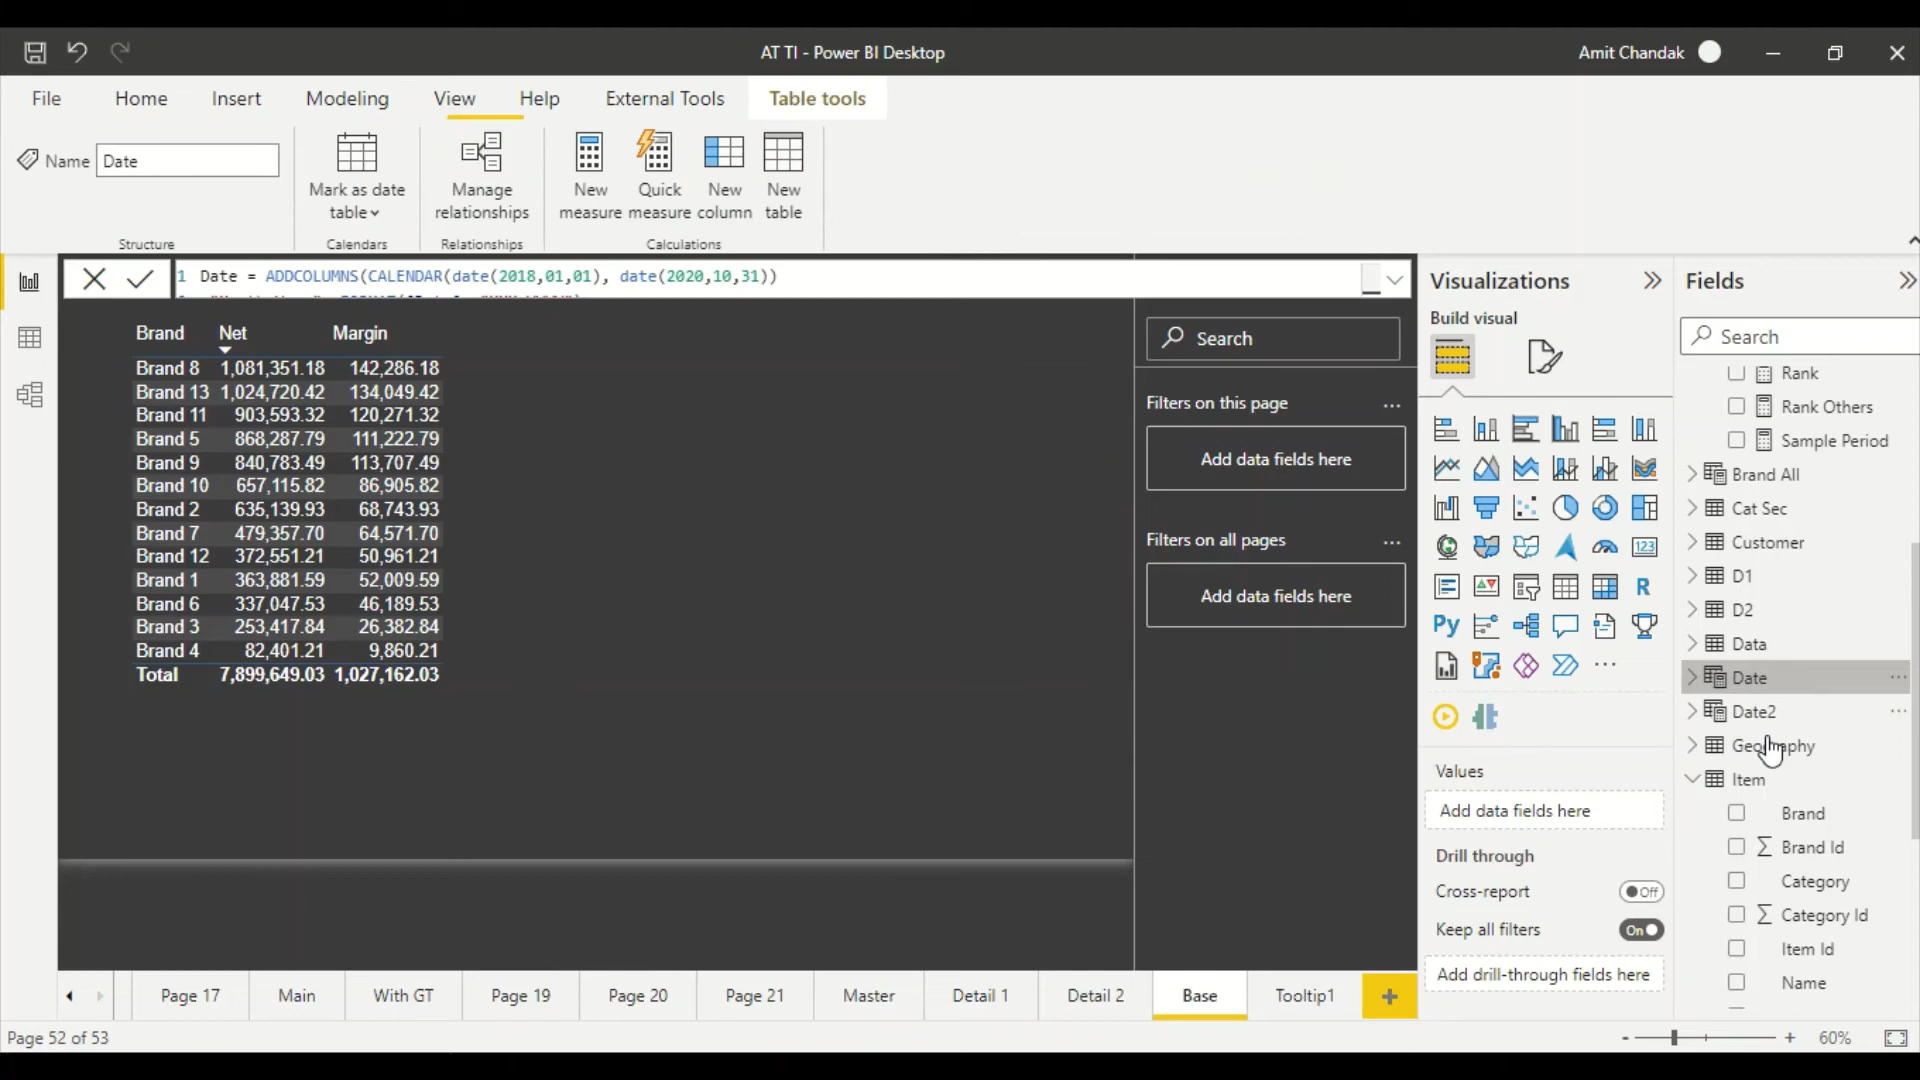 AT TI - Power BI Desktop
Amit Chandak
File Home Insert Modeling View Help External Tools Table tools
Name Date
Mark as date table
Manage relationships
New measure
Quick measure
New column
New table
Structure Calendars Relationships Calculations
1 Date = ADDCOLUMNS(CALENDAR(date(2018,01,01), date(2020,10,31))
Brand Net Margin
Brand 8 1,081,351.18 142,286.18
Brand 13 1,024,720.42 134,049.42
Brand 11 903,593.32 120,271.32
Brand 5 868,287.79 111,222.79
Brand 9 840,783.49 113,707.49
Brand 10 657,115.82 86,905.82
Brand 2 635,139.93 68,743.93
Brand 7 479,357.70 64,571.70
Brand 12 372,551.21 50,961.21
Brand 1 363,881.59 52,009.59
Brand 6 337,047.53 46,189.53
Brand 3 253,417.84 26,382.84
Brand 4 82,401.21 9,860.21
Total 7,899,649.03 1,027,162.03
Search
Filters on this page ...
Add data fields here
Filters on all pages ...
Add data fields here
Visualizations
Build visual
123
R
Py
...
Values
Add data fields here
Drill through
Cross-report Off
Keep all filters On
Add drill-through fields here
Fields
Search
Rank
Rank Others
Sample Period
Brand All
Cat Sec
Customer
D1
D2
Data
Date ...
Date2 ...
Geography
Item
Brand
Σ Brand Id
Category
Σ Category Id
Item Id
Name
Page 17 Main With GT Page 19 Page 20 Page 21 Master Detail 1 Detail 2 Base Tooltip1 +
Page 52 of 53
- + 60%